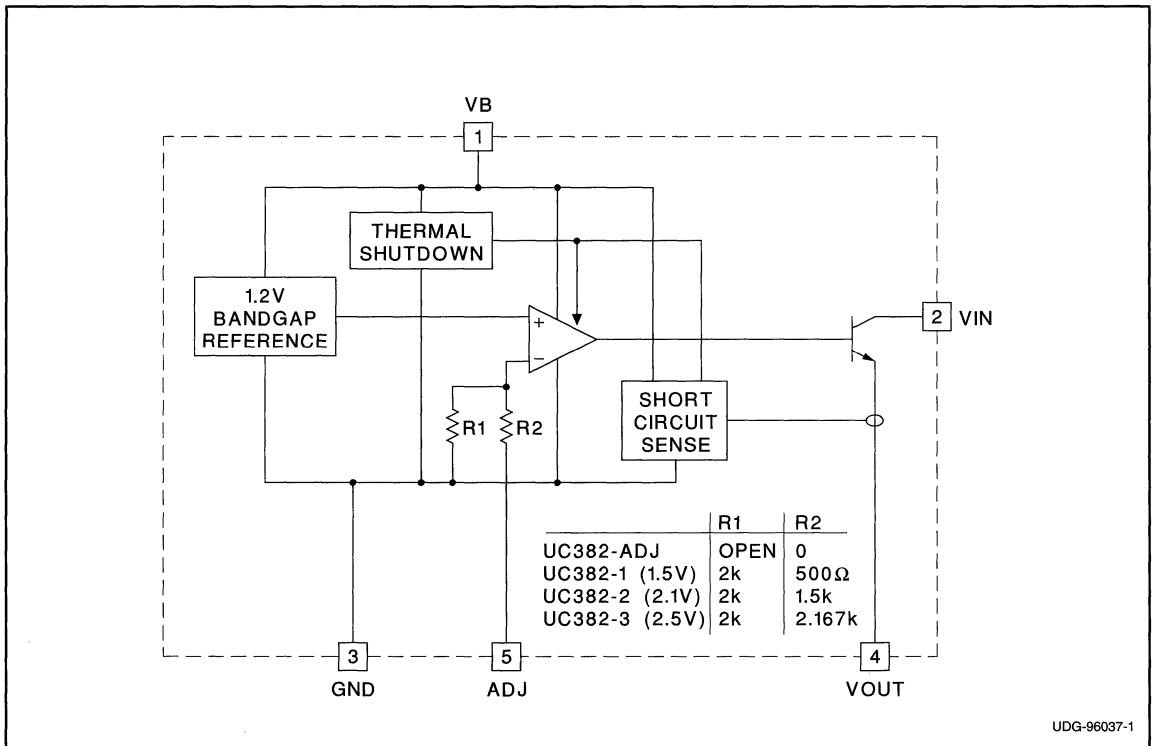 VB
1
THERMAL
SHUTDOWN
1.2V
BANDGAP
REFERENCE
+
−
2 VIN
R1 R2
SHORT
CIRCUIT
SENSE
R1 R2
UC382-ADJ OPEN 0
UC382-1 (1.5V) 2k 500Ω
UC382-2 (2.1V) 2k 1.5k
UC382-3 (2.5V) 2k 2.167k
3 5 4
GND ADJ VOUT
UDG-96037-1